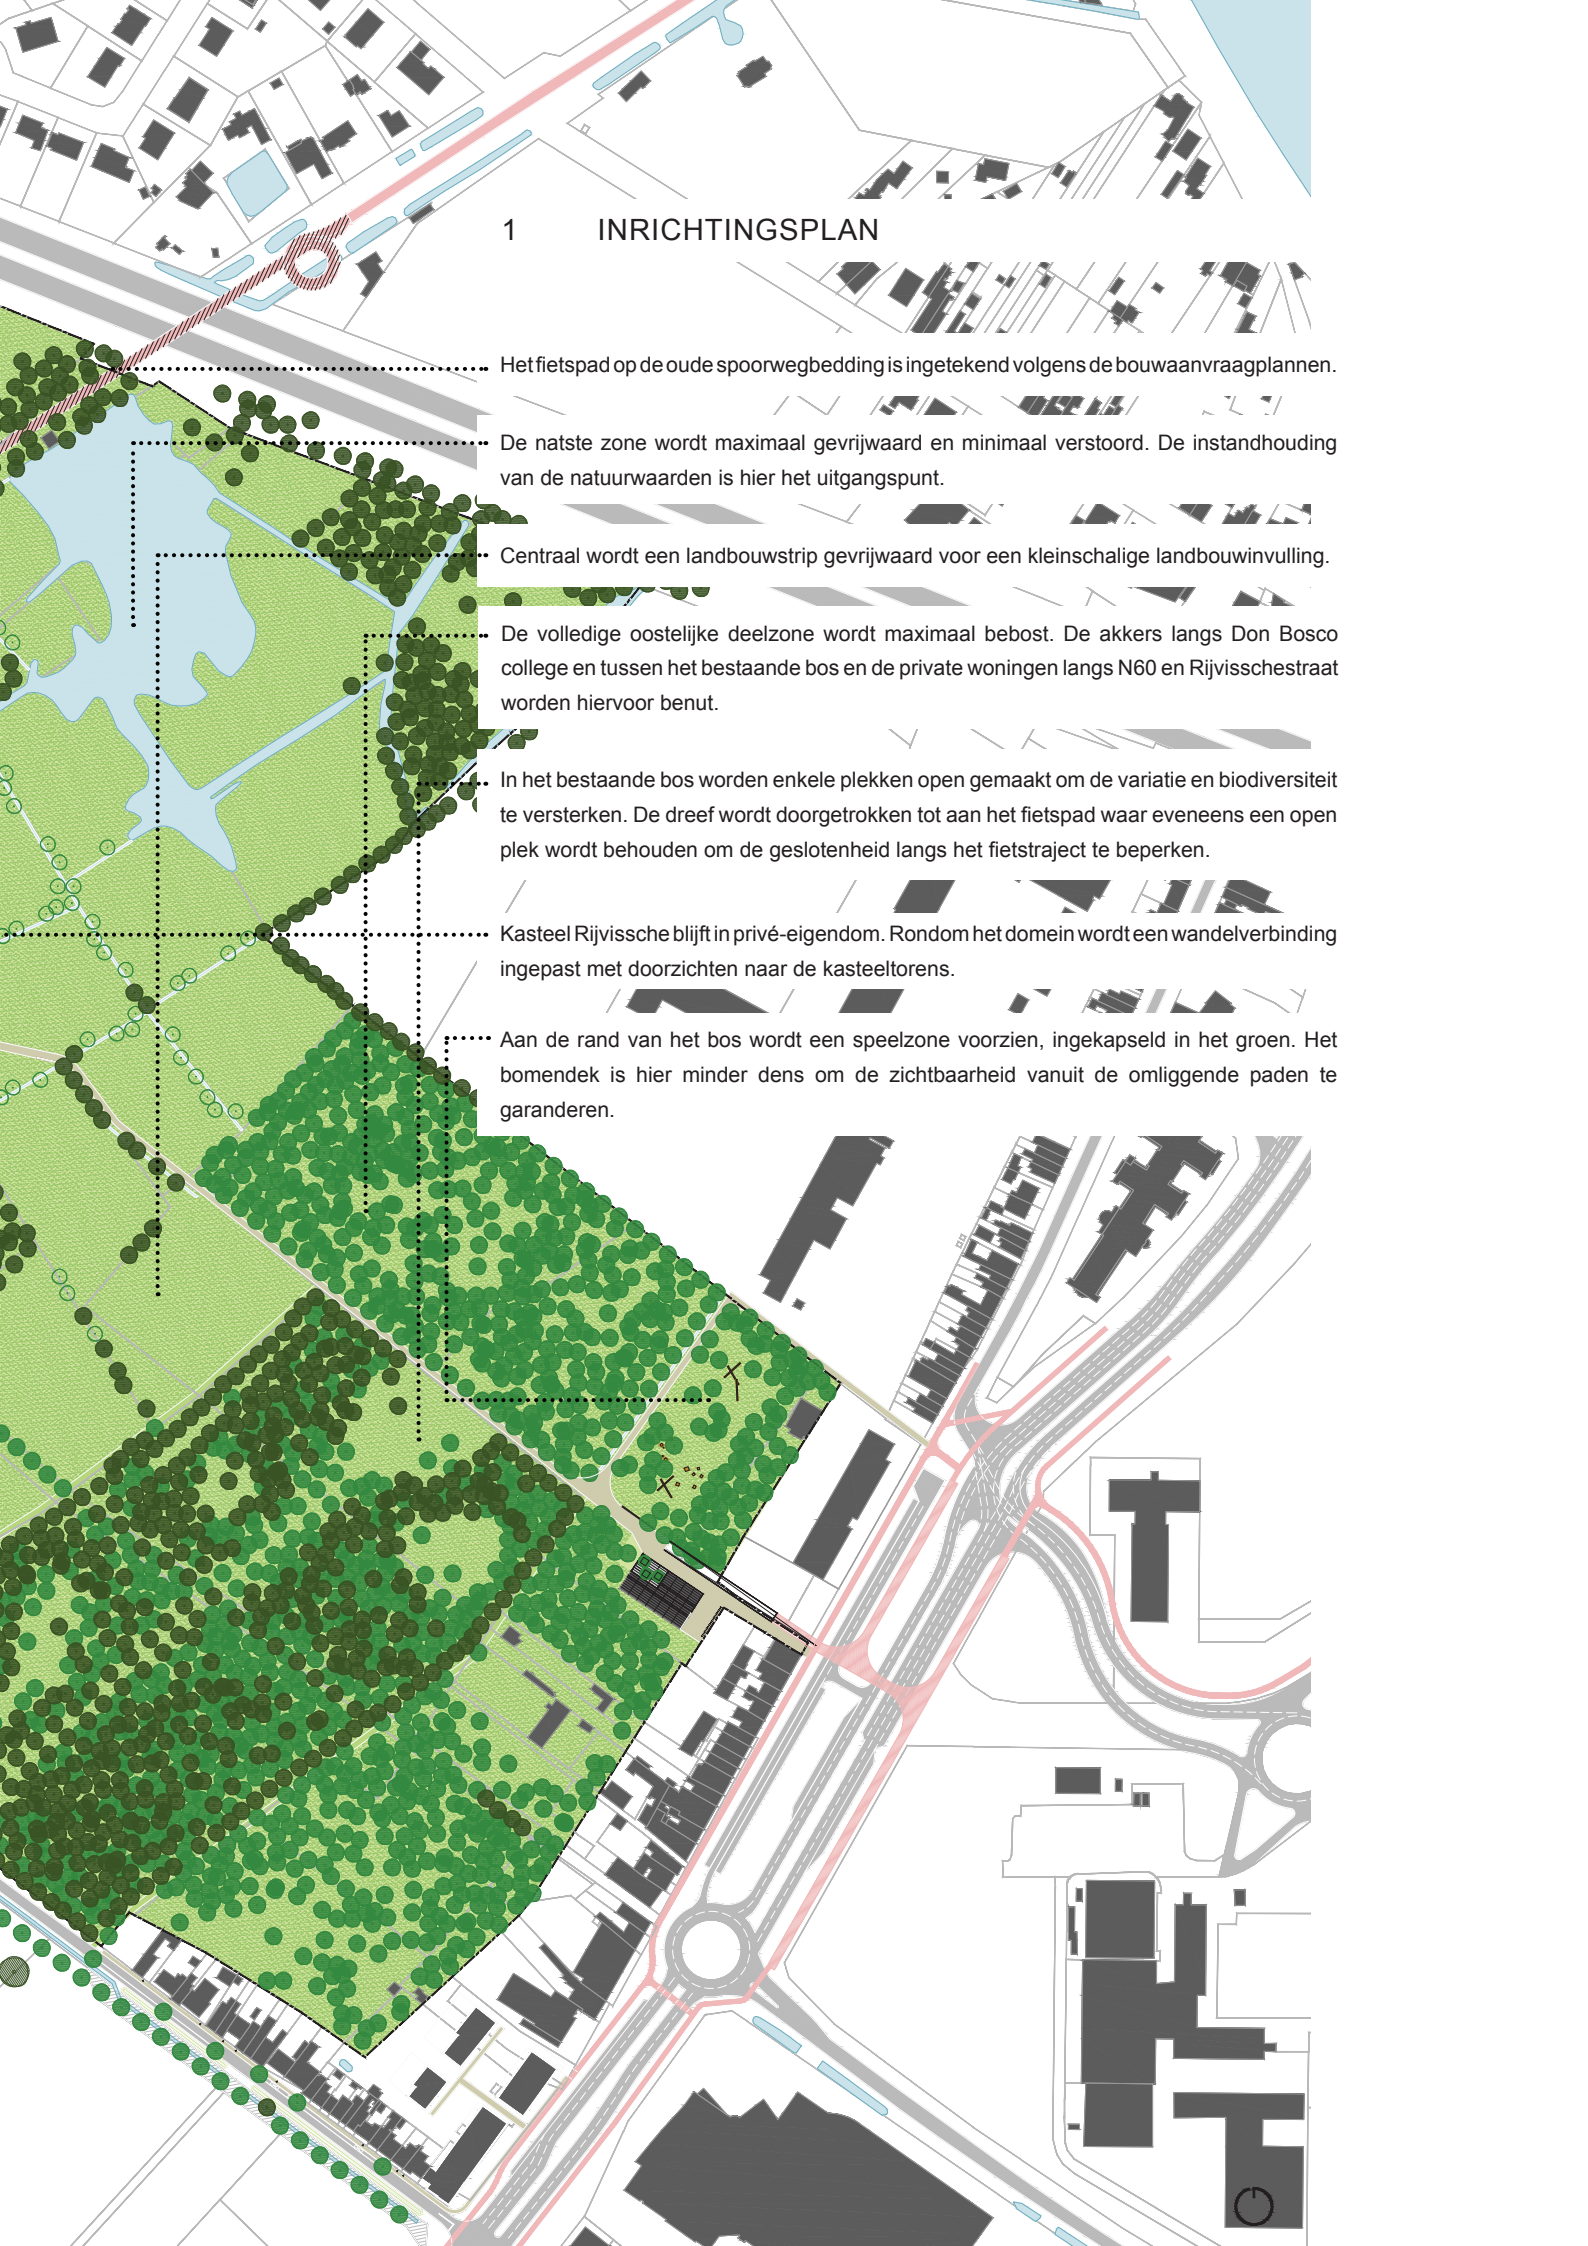 1 INRICHTINGSPLAN
Het fietspad op de oude spoorwegbedding is ingetekend volgens de bouwaanvraagplannen.
De natste zone wordt maximaal gevrijwaard en minimaal verstoord. De instandhouding
van de natuurwaarden is hier het uitgangspunt.
Centraal wordt een landbouwstrip gevrijwaard voor een kleinschalige landbouwinvulling.
De volledige oostelijke deelzone wordt maximaal bebost. De akkers langs Don Bosco
college en tussen het bestaande bos en de private woningen langs N60 en Rijvisschestraat
worden hiervoor benut.
In het bestaande bos worden enkele plekken open gemaakt om de variatie en biodiversiteit
te versterken. De dreef wordt doorgetrokken tot aan het fietspad waar eveneens een open
plek wordt behouden om de geslotenheid langs het fietstraject te beperken.
Kasteel Rijvissche blijft in privé-eigendom. Rondom het domein wordt een wandelverbinding
ingepast met doorzichten naar de kasteeltorens.
Aan de rand van het bos wordt een speelzone voorzien, ingekapseld in het groen. Het
bomendek is hier minder dens om de zichtbaarheid vanuit de omliggende paden te
garanderen.